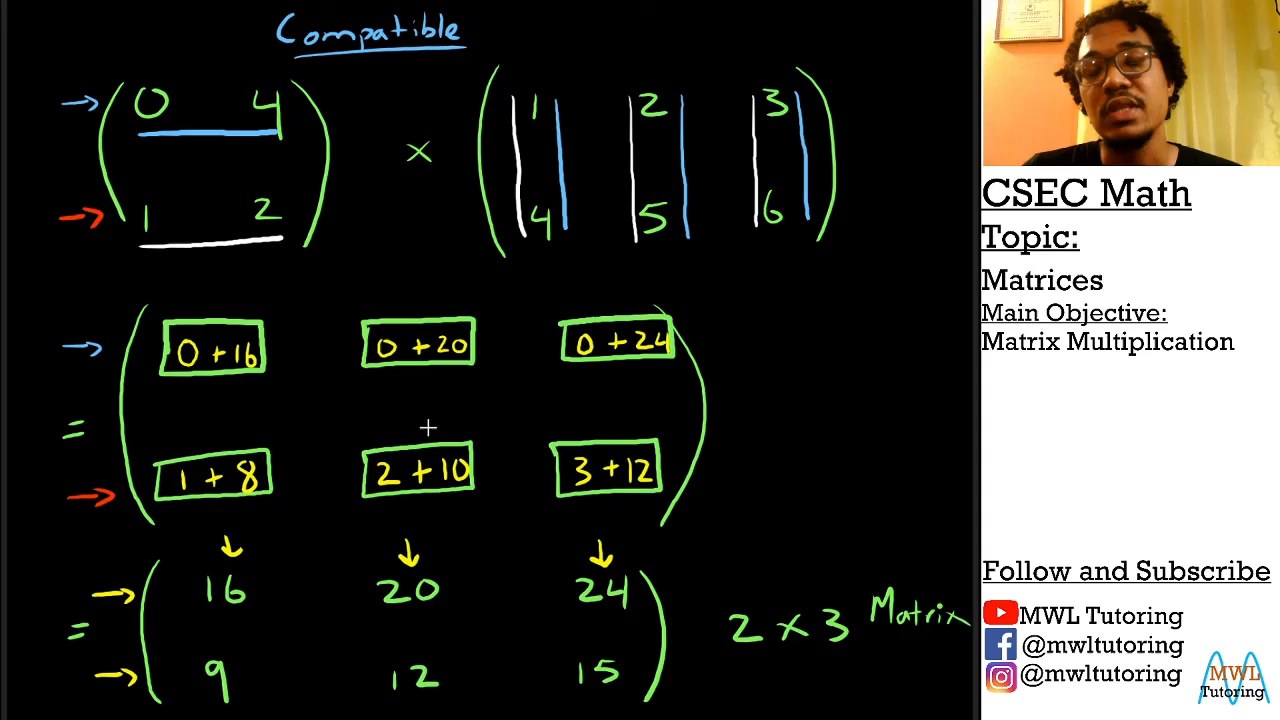 Compatible
( 0 4 ) × ( 1 2 3 )
( 1 2 ) ( 4 5 6 )
( 0 + 16 0 + 20 0 + 24 )
=
( 1 + 8 2 + 10 3 + 12 )
( 16 20 24 )
= 2 × 3 Matrix
( 9 12 15 )
CSEC Math
Topic:
Matrices
Main Objective:
Matrix Multiplication
Follow and Subscribe
MWL Tutoring
@mwltutoring
@mwltutoring
MWL
Tutoring